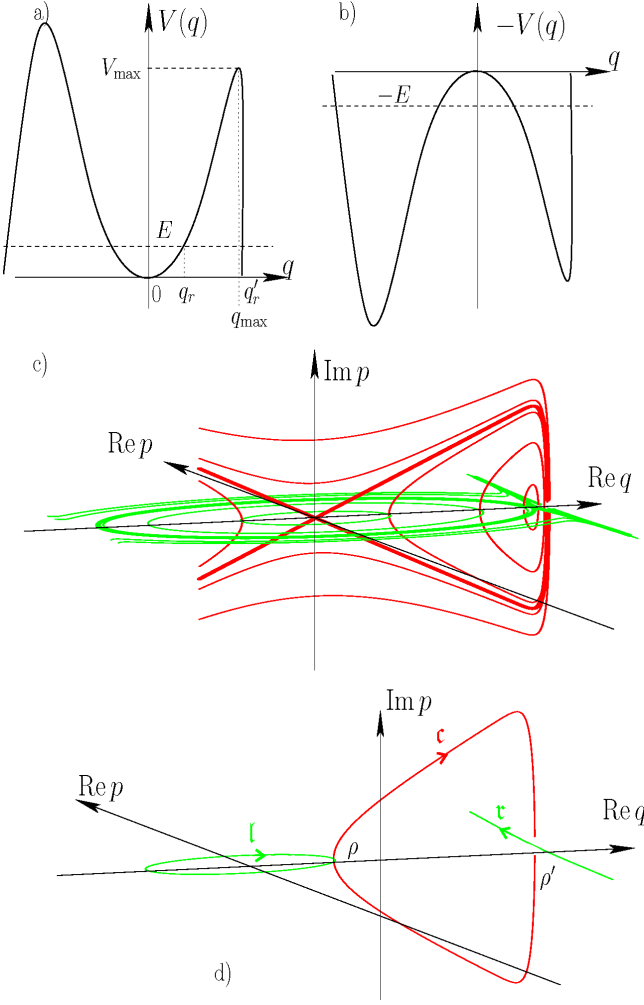 a) V(q)
V_max
E
q
0 q_r q'_r
q_max
b) −V(q)
q
−E
c) Im p
Re p
Re q
Im p
𝔠
Re p
Re q
𝔩 𝔯
ρ
ρ'
d)